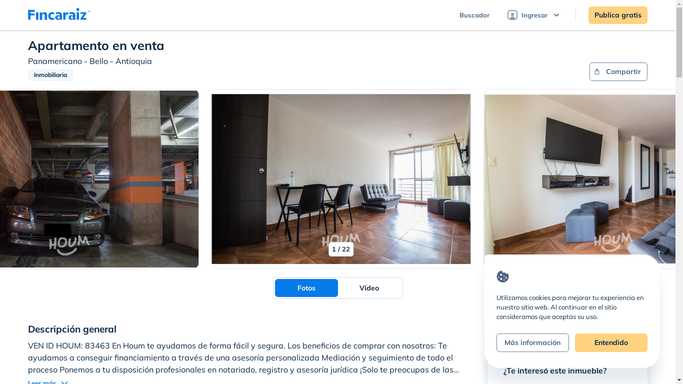 Fincaraiz
Buscador
Ingresar
Publica gratis
Apartamento en venta
Panamericano - Bello - Antioquia
Inmobiliaria
Compartir
HOUM
HOUM
HOUM
1 / 22
Fotos
Video
Utilizamos cookies para mejorar tu experiencia en
nuestro sitio web. Al continuar en el sitio
consideramos que aceptas su uso.
Más información
Entendido
Descripción general
VEN ID HOUM: 83463 En Houm te ayudamos de forma fácil y segura. Los beneficios de comprar con nosotros: Te
ayudamos a conseguir financiamiento a través de una asesoría personalizada Mediación y seguimiento de todo el
proceso Ponemos a tu disposición profesionales en notariado, registro y asesoría jurídica ¡Solo te preocupas de las...
Leer más
¿Te interesó este inmueble?